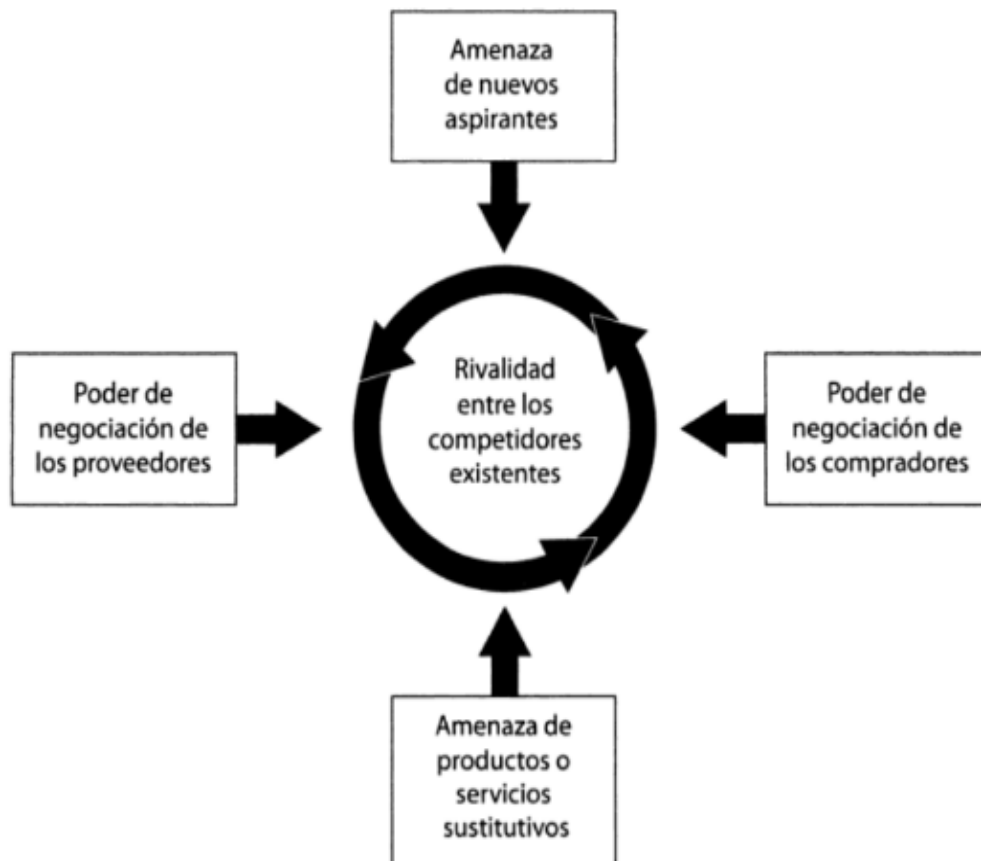 Amenaza
de nuevos
aspirantes
Poder de
negociación de
los proveedores
Rivalidad
entre los
competidores
existentes
Poder de
negociación de
los compradores
Amenaza de
productos o
servicios
sustitutivos